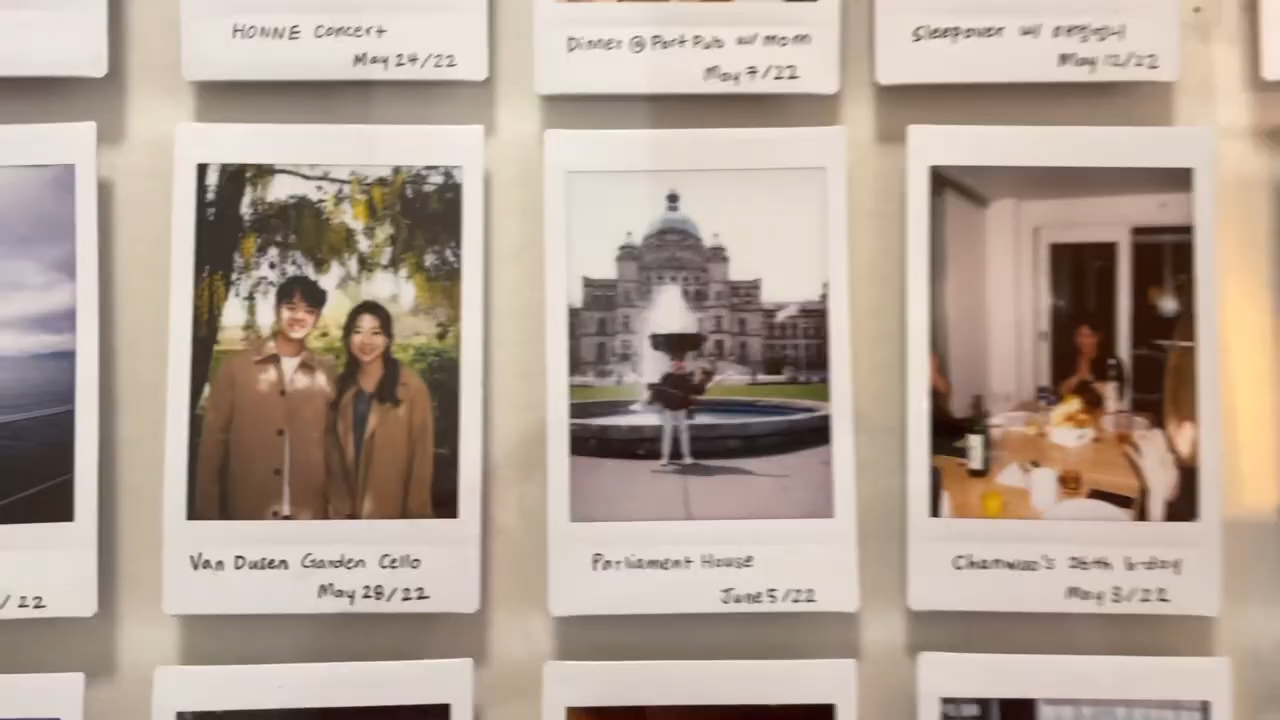 HONNE Concert
May 24/22
Dinner @ Port Pub w/ mom
May 7/22
Sleepover w/
May 12/22
/22
Van Dusen Garden Cello
May 28/22
Parliament House
June 5/22
Chanwoo's 26th b-day
May 3/22